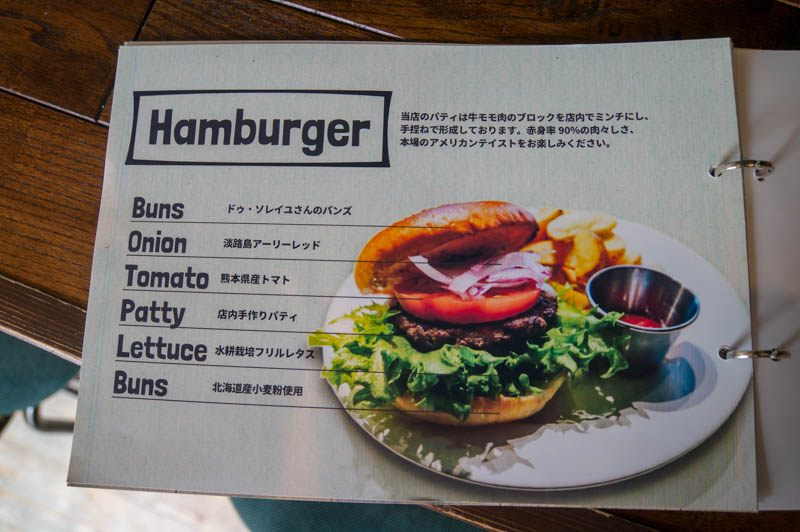 Hamburger
当店のパティは牛モモ肉のブロックを店内でミンチにし、
手捏ねで形成しております。赤身率 90%の肉々しさ、
本場のアメリカンテイストをお楽しみください。
Buns ドゥ・ソレイユさんのバンズ
Onion 淡路島アーリーレッド
Tomato 熊本県産トマト
Patty 店内手作りパティ
Lettuce 水耕栽培フリルレタス
Buns 北海道産小麦粉使用